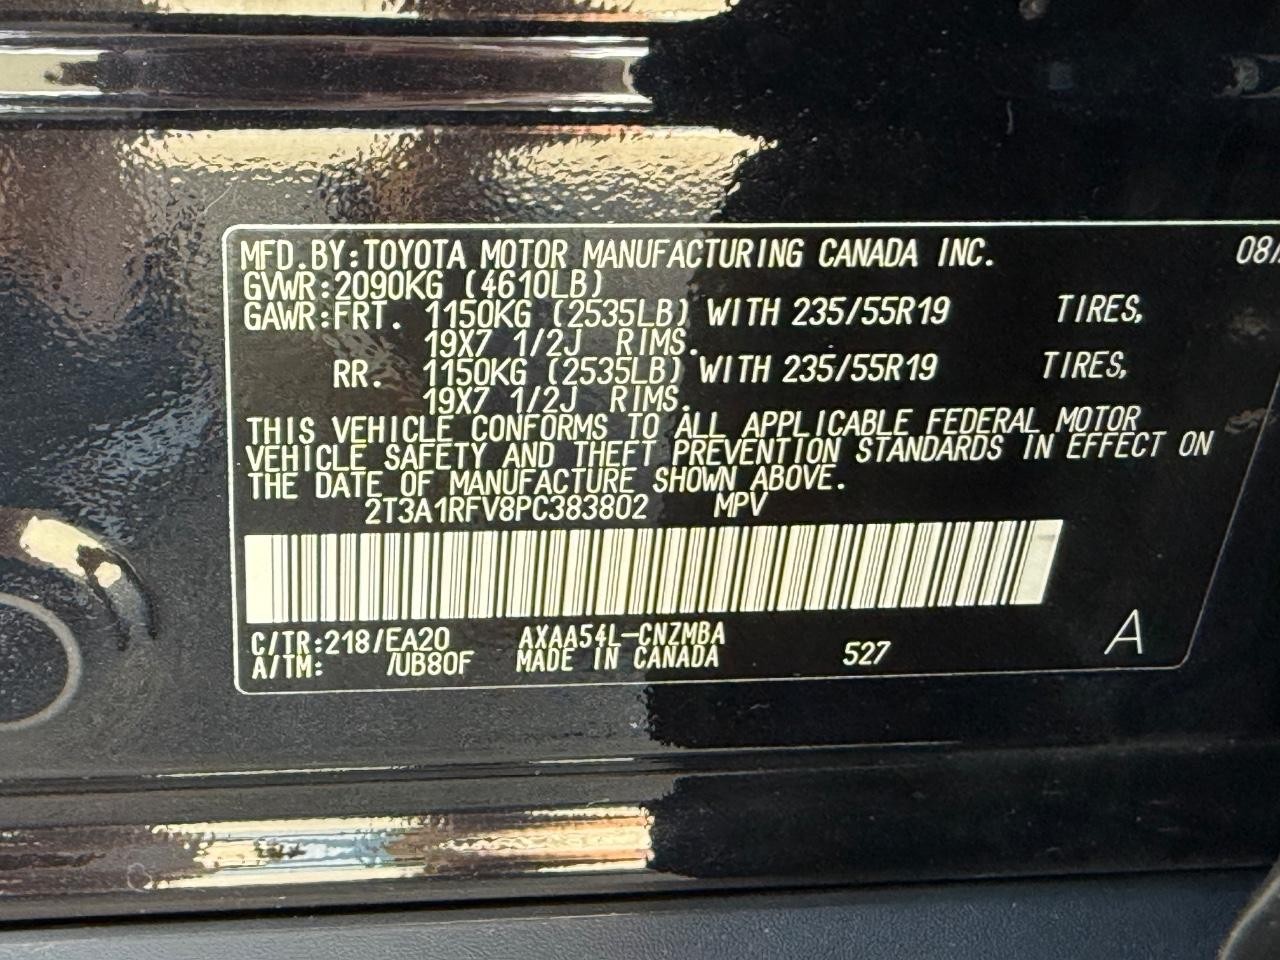 MFD.BY:TOYOTA MOTOR MANUFACTURING CANADA INC. 08/
GVWR:2090KG (4610LB)
GAWR:FRT. 1150KG (2535LB) WITH 235/55R19 TIRES,
19X7 1/2J RIMS.
RR. 1150KG (2535LB) WITH 235/55R19 TIRES,
19X7 1/2J RIMS.
THIS VEHICLE CONFORMS TO ALL APPLICABLE FEDERAL MOTOR
VEHICLE SAFETY AND THEFT PREVENTION STANDARDS IN EFFECT ON
THE DATE OF MANUFACTURE SHOWN ABOVE.
2T3A1RFV8PC383802 MPV
C/TR:218/EA20 AXAA54L-CNZMBA
A/TM: /UB80F MADE IN CANADA 527 A